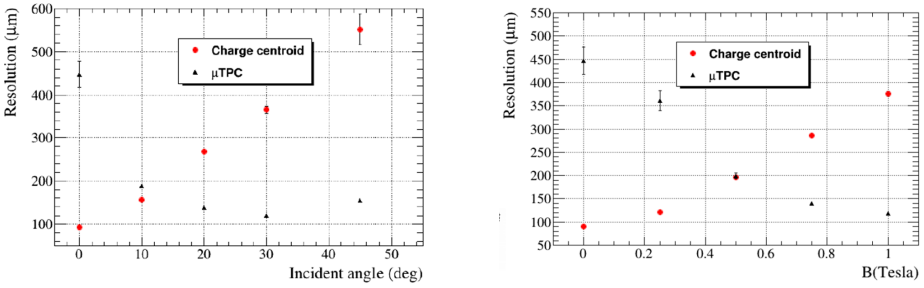 Resolution (μm)
600
500
400
300
200
100
Charge centroid
μTPC
0 10 20 30 40 50
Incident angle (deg)
Resolution (μm)
550
500
450
400
350
300
250
200
150
100
50
Charge centroid
μTPC
0 0.2 0.4 0.6 0.8 1
B(Tesla)